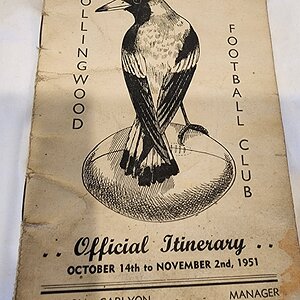 OLLINGWOOD
FOOTBALL CLUB
.. Official Itinerary ..
OCTOBER 14th to NOVEMBER 2nd, 1951
CARLYON MANAGER